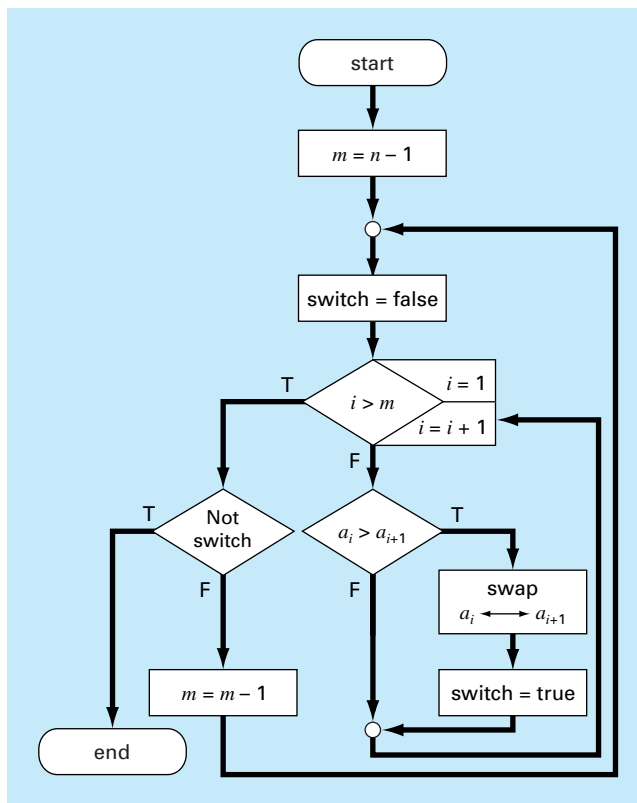 start
m = n – 1
switch = false
T
i > m
i = 1
i = i + 1
F
T
Not
switch
a_i > a_{i+1}
T
F
F
swap
a_i ⟷ a_{i+1}
m = m – 1
switch = true
end